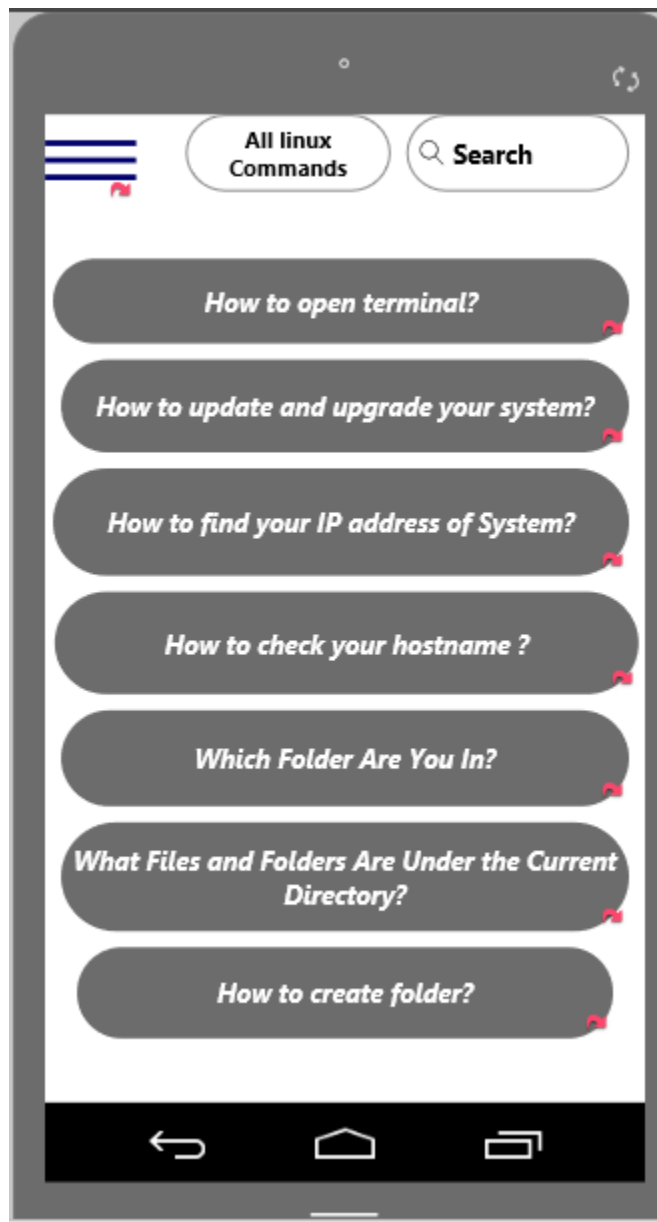 All linux
Commands
Search
How to open terminal?
How to update and upgrade your system?
How to find your IP address of System?
How to check your hostname ?
Which Folder Are You In?
What Files and Folders Are Under the Current
Directory?
How to create folder?